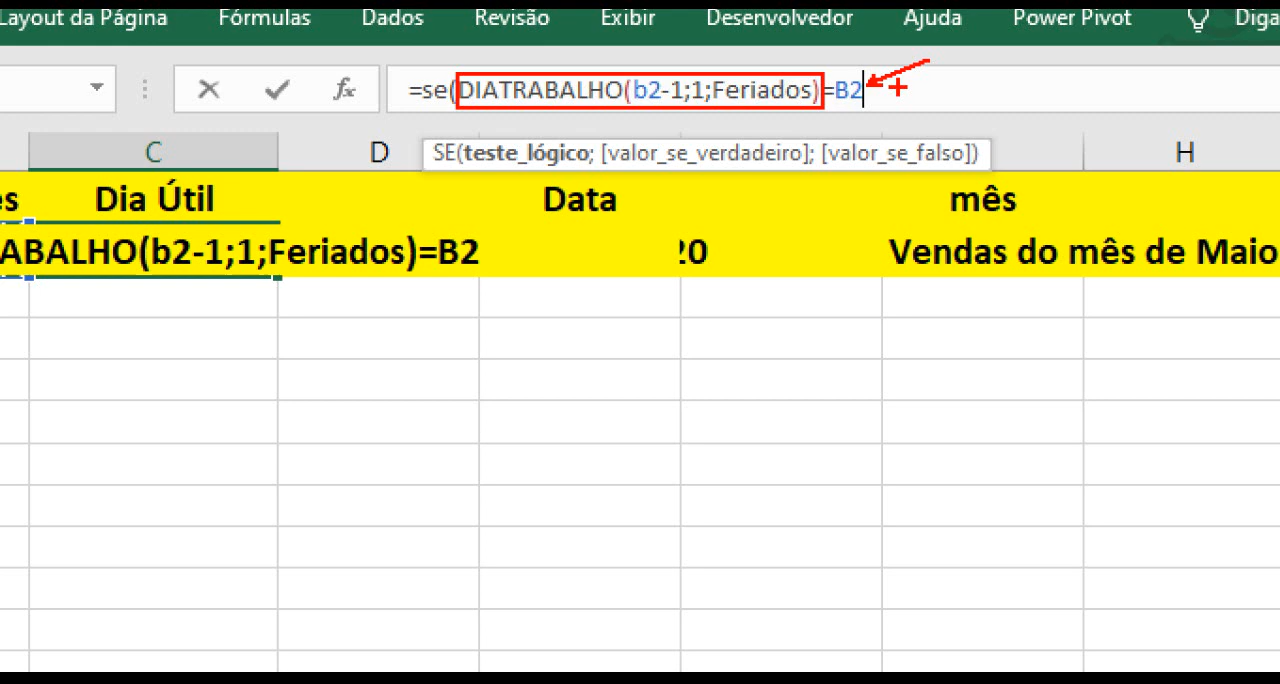 Layout da Página Fórmulas Dados Revisão Exibir Desenvolvedor Ajuda Power Pivot Diga
fx =se(DIATRABALHO(b2-1;1;Feriados)=B2 +
C D H
SE(teste_lógico; [valor_se_verdadeiro]; [valor_se_falso])
es Dia Útil Data mês
RABALHO(b2-1;1;Feriados)=B2 20 Vendas do mês de Maio